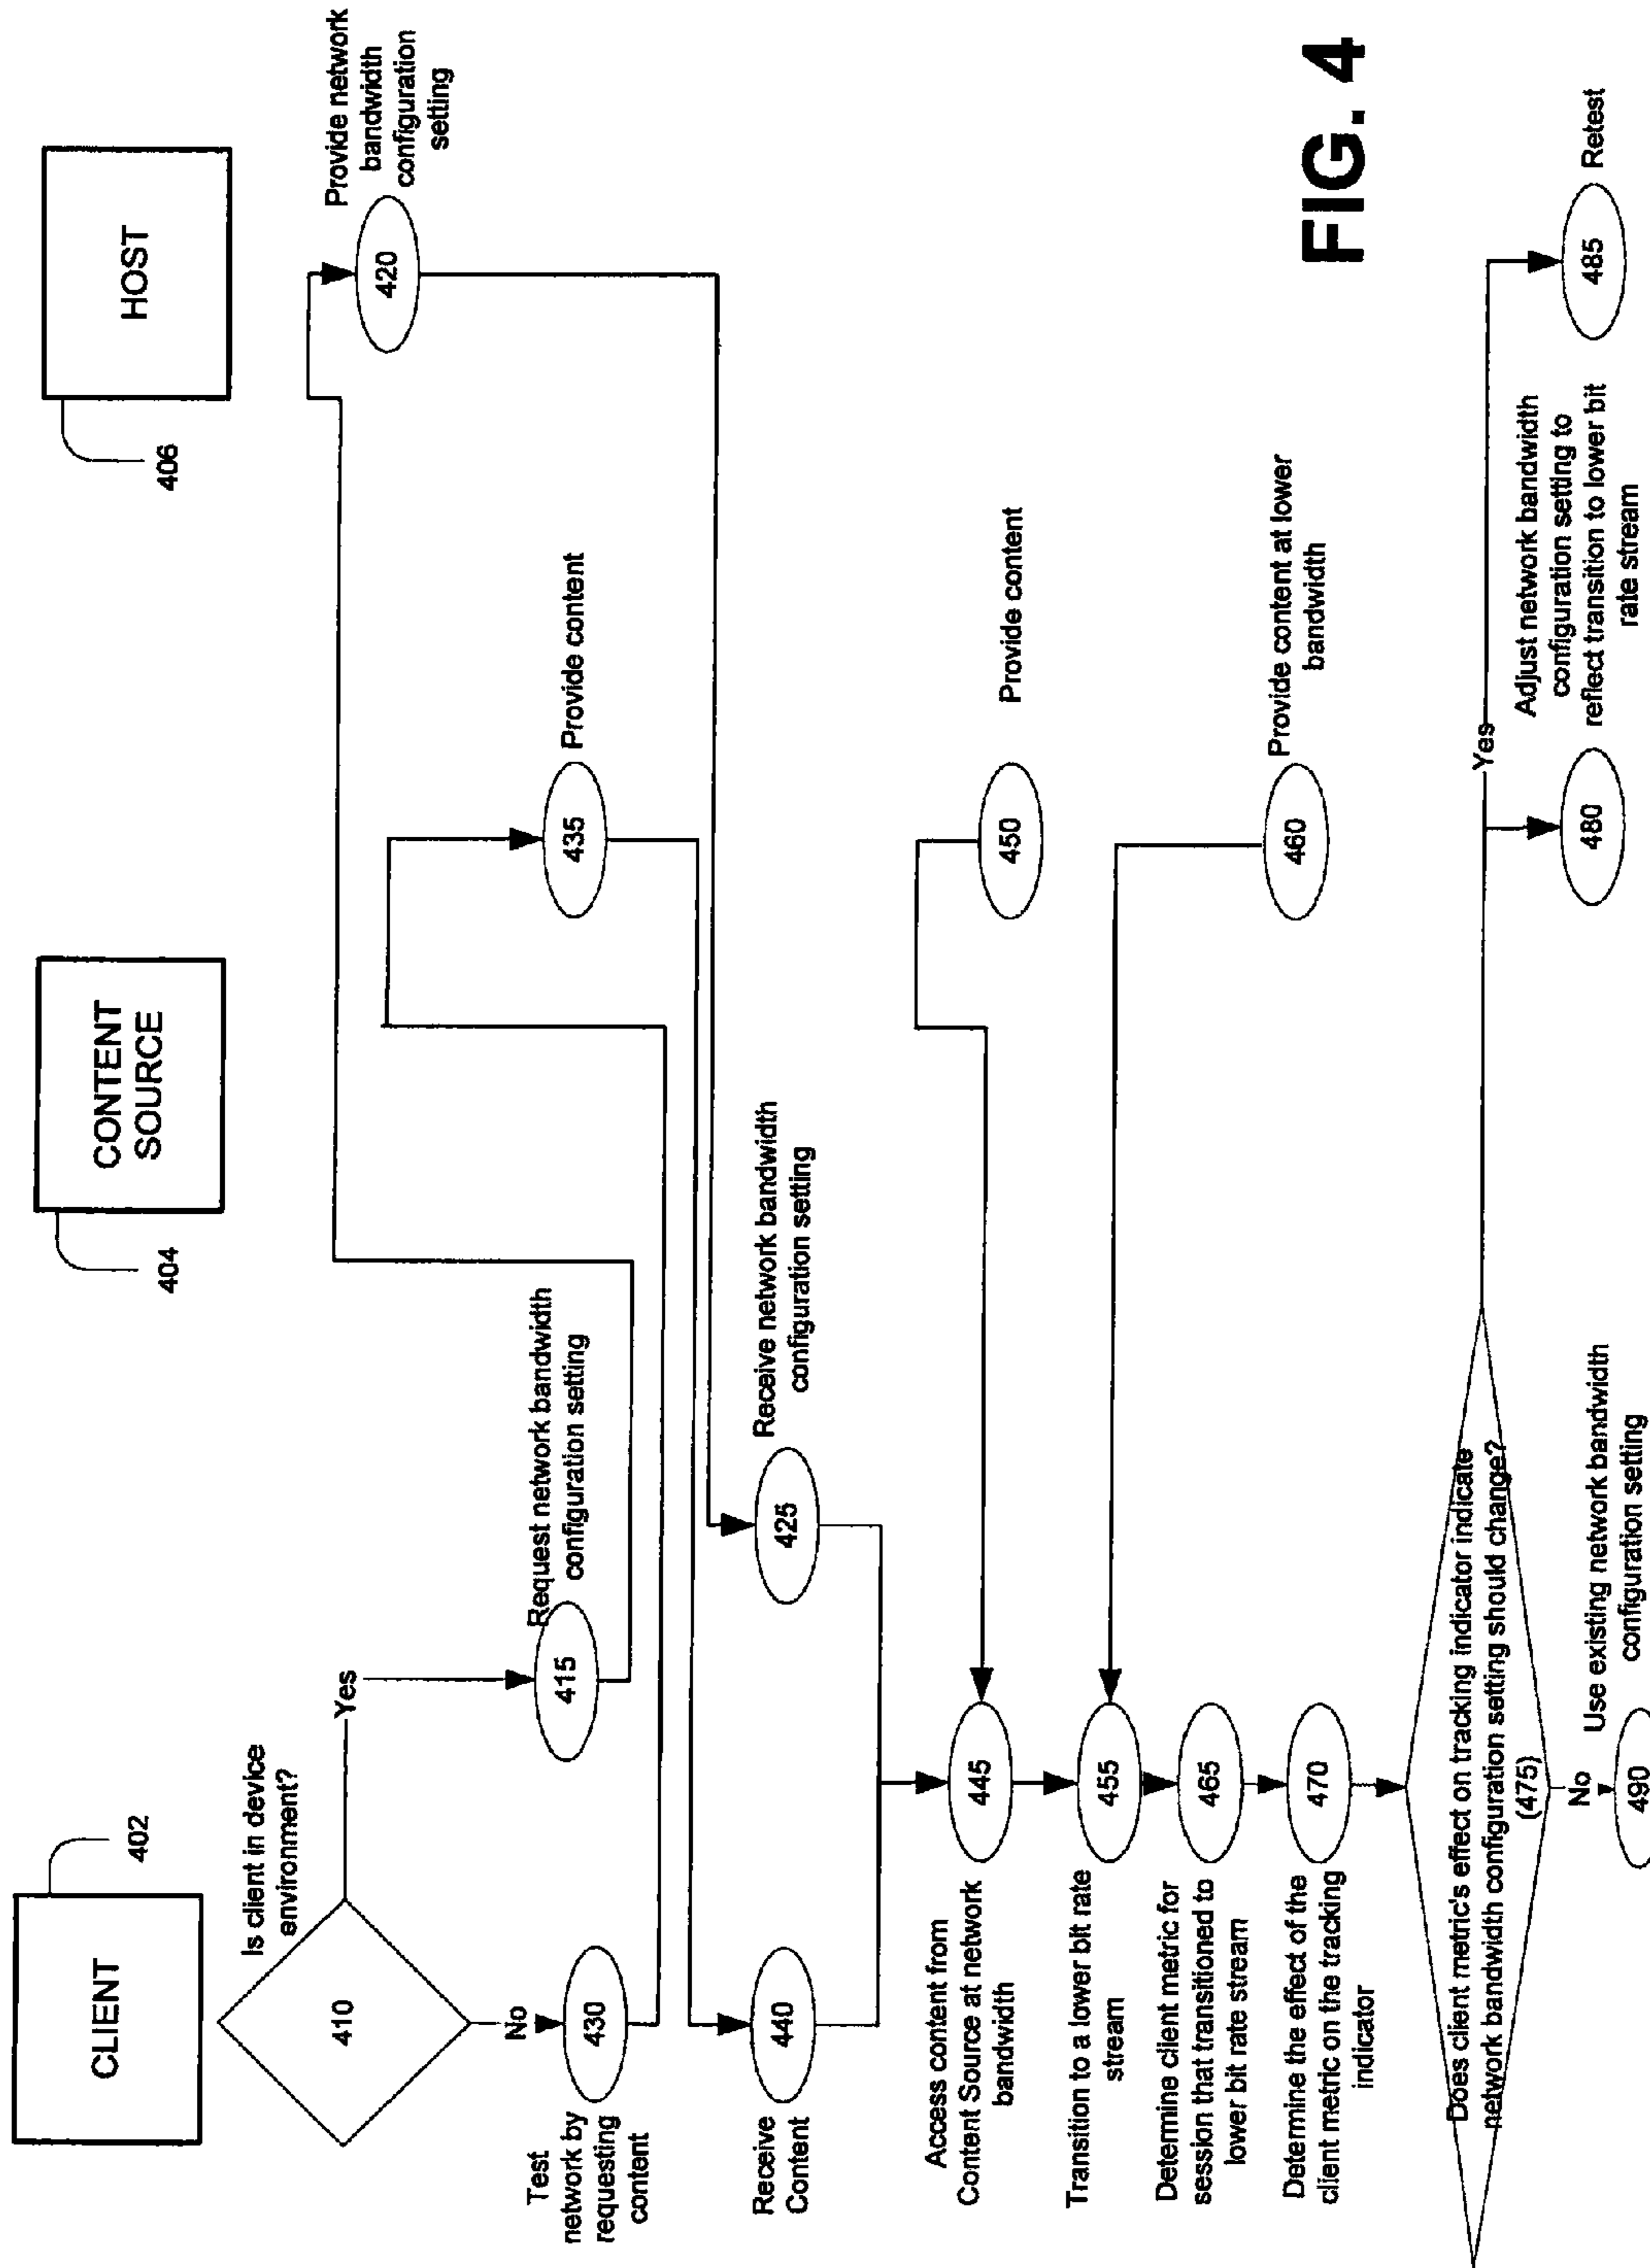 CLIENT
402
CONTENT
SOURCE
404
HOST
406
Is client in device
environment?
410
Yes
No
Request network bandwidth
configuration setting
415
Provide network
bandwidth
configuration
setting
420
Test
network by
requesting
content
430
435
Provide content
Receive
Content
440
425
Receive network bandwidth
configuration setting
Access content from
Content Source at network
bandwidth
445
450
Provide content
Transition to a lower bit rate
stream
455
460
Provide content at lower
bandwidth
Determine client metric for
session that transitioned to
lower bit rate stream
465
Determine the effect of the
client metric on the tracking
indicator
470
Does client metric's effect on tracking indicator indicate
network bandwidth configuration setting should change?
(475)
Yes
No
480
Adjust network bandwidth
configuration setting to
reflect transition to lower bit
rate stream
485
Retest
490
Use existing network bandwidth
configuration setting
FIG. 4